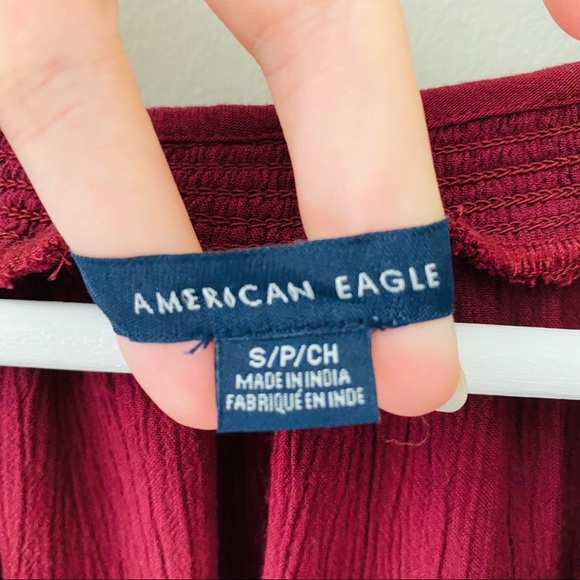 AMERICAN EAGLE
S/P/CH
MADE IN INDIA
FABRIQUÉ EN INDE